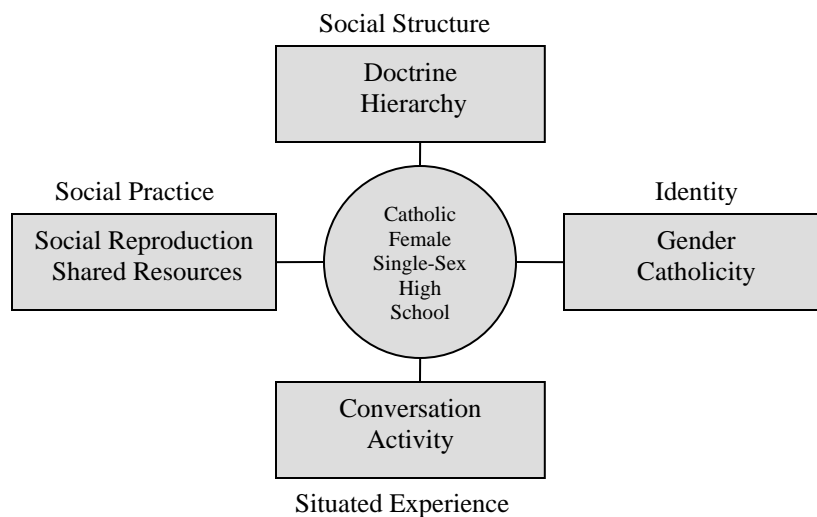 Social Structure
Doctrine
Hierarchy
Social Practice
Social Reproduction
Shared Resources
Catholic
Female
Single-Sex
High
School
Identity
Gender
Catholicity
Conversation
Activity
Situated Experience